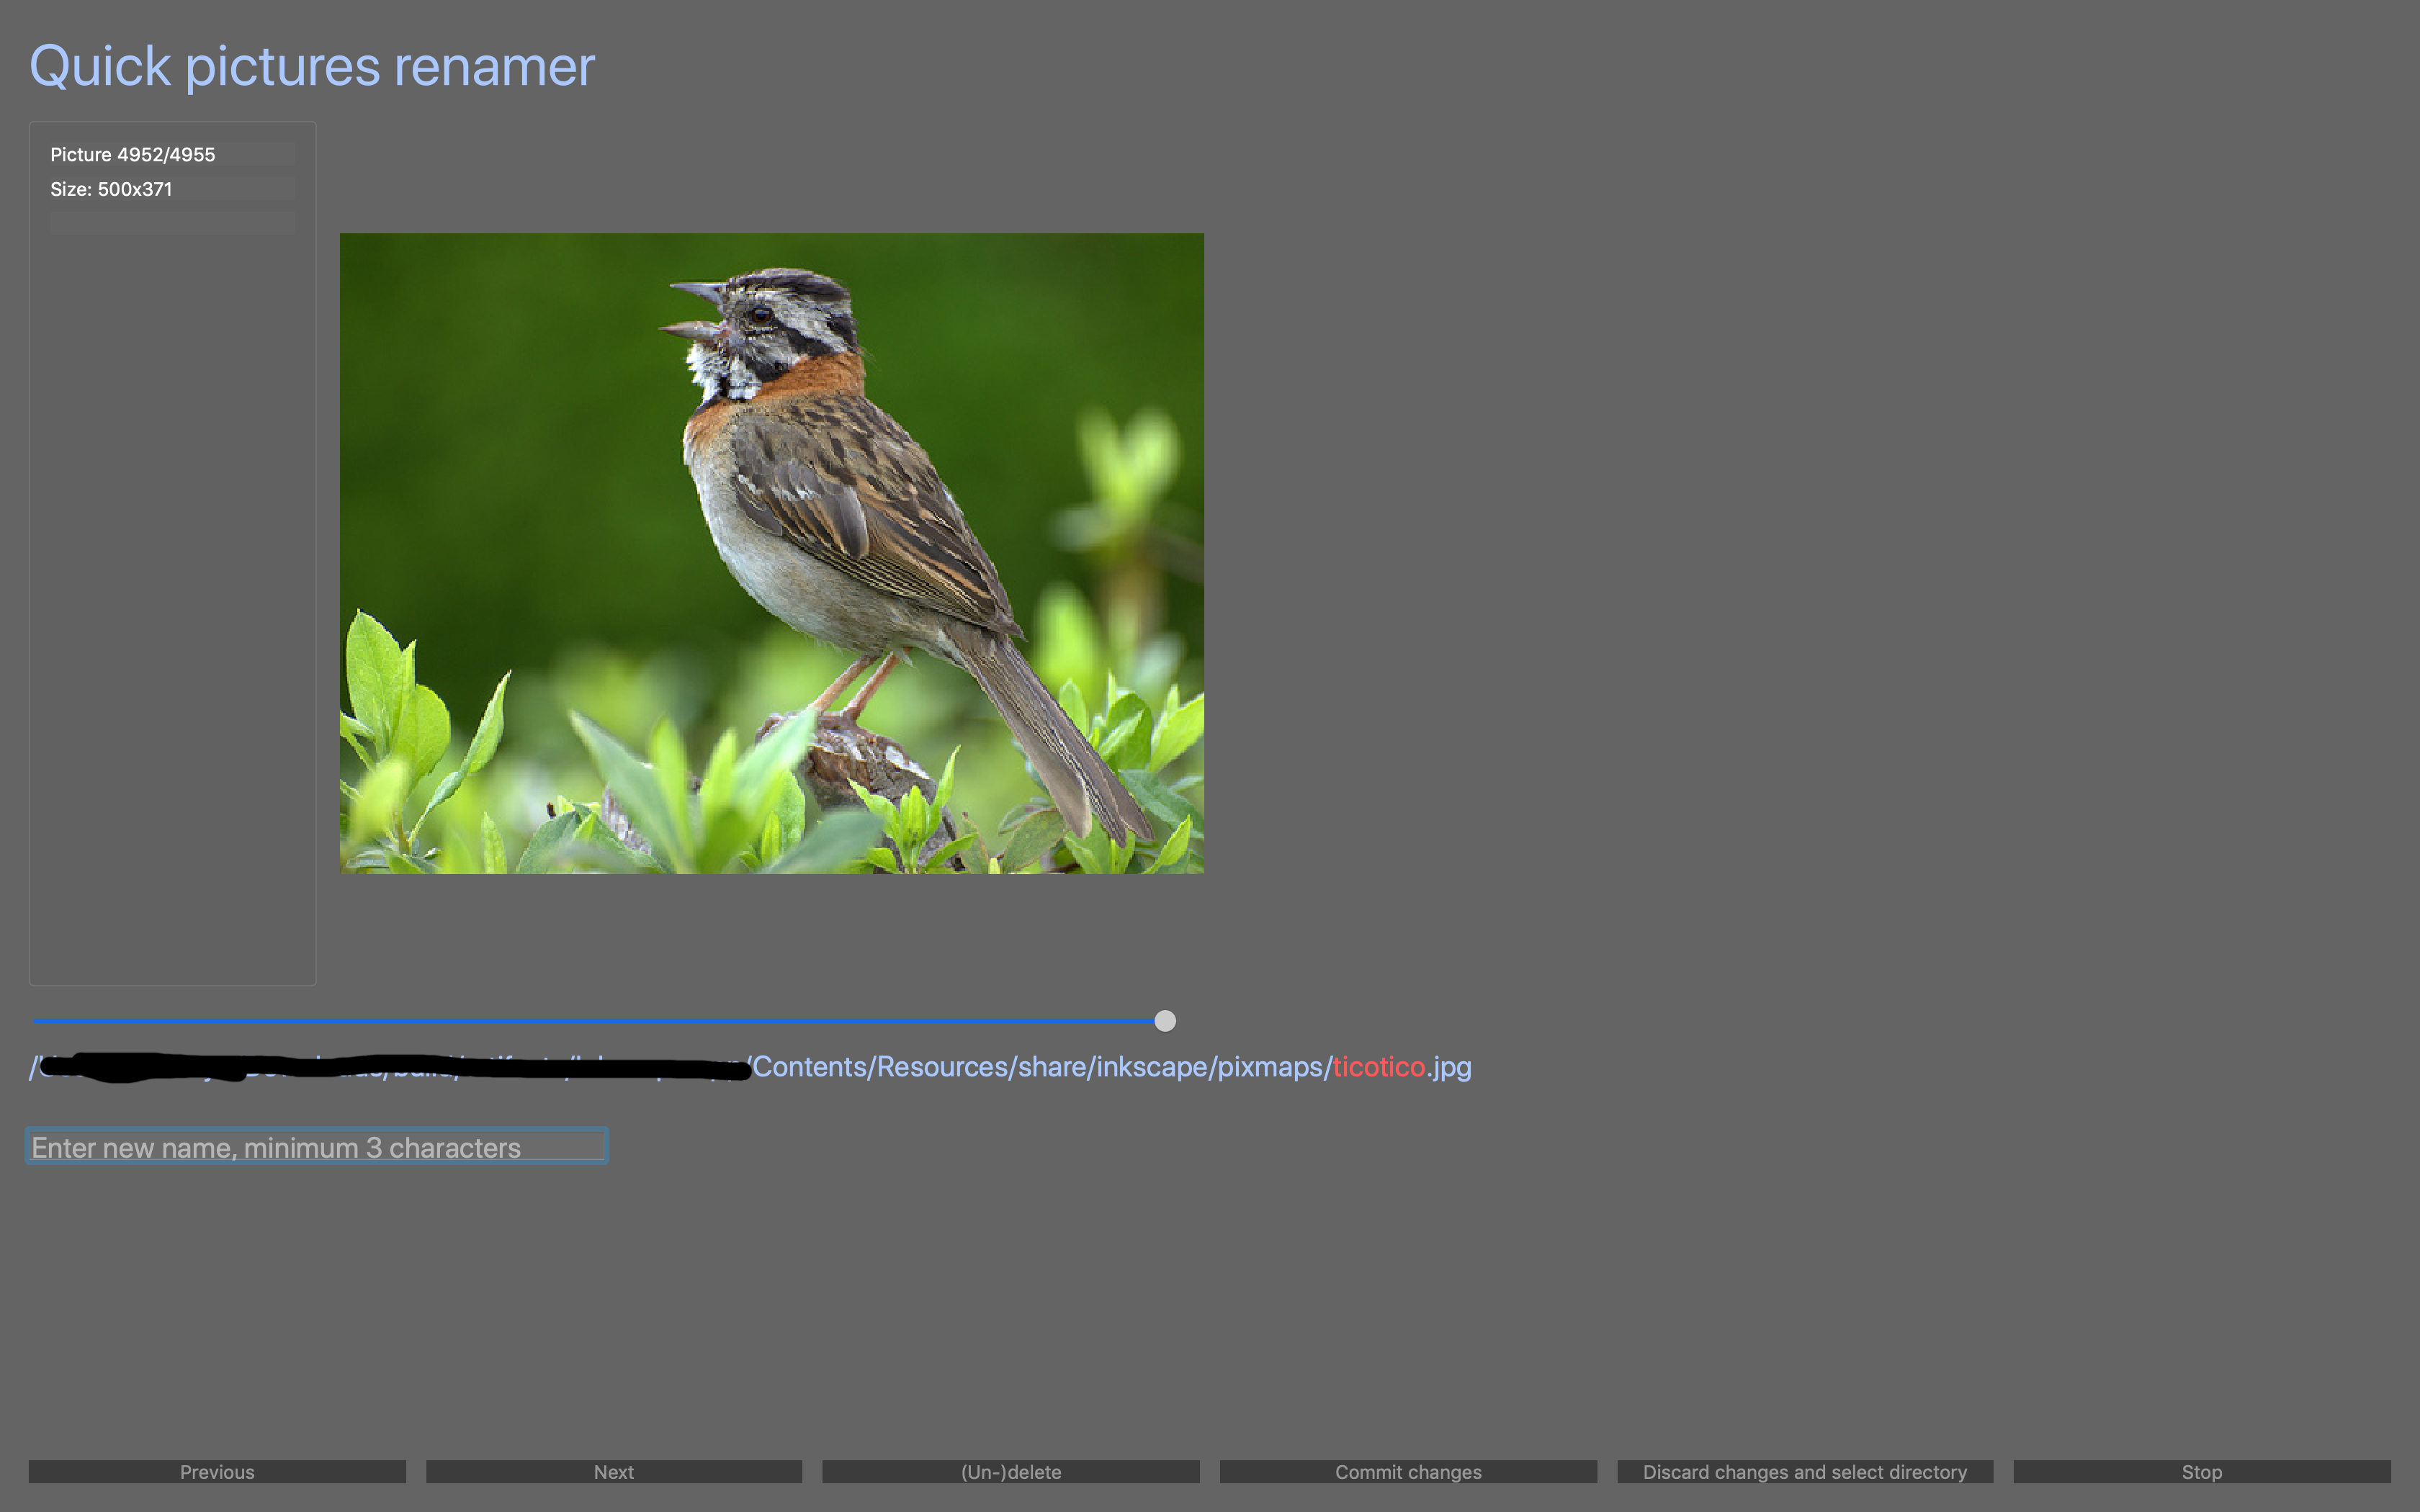 Quick pictures renamer
Picture 4952/4955
Size: 500x371
/Contents/Resources/share/inkscape/pixmaps/ticotico.jpg
Enter new name, minimum 3 characters
Previous
Next
(Un-)delete
Commit changes
Discard changes and select directory
Stop